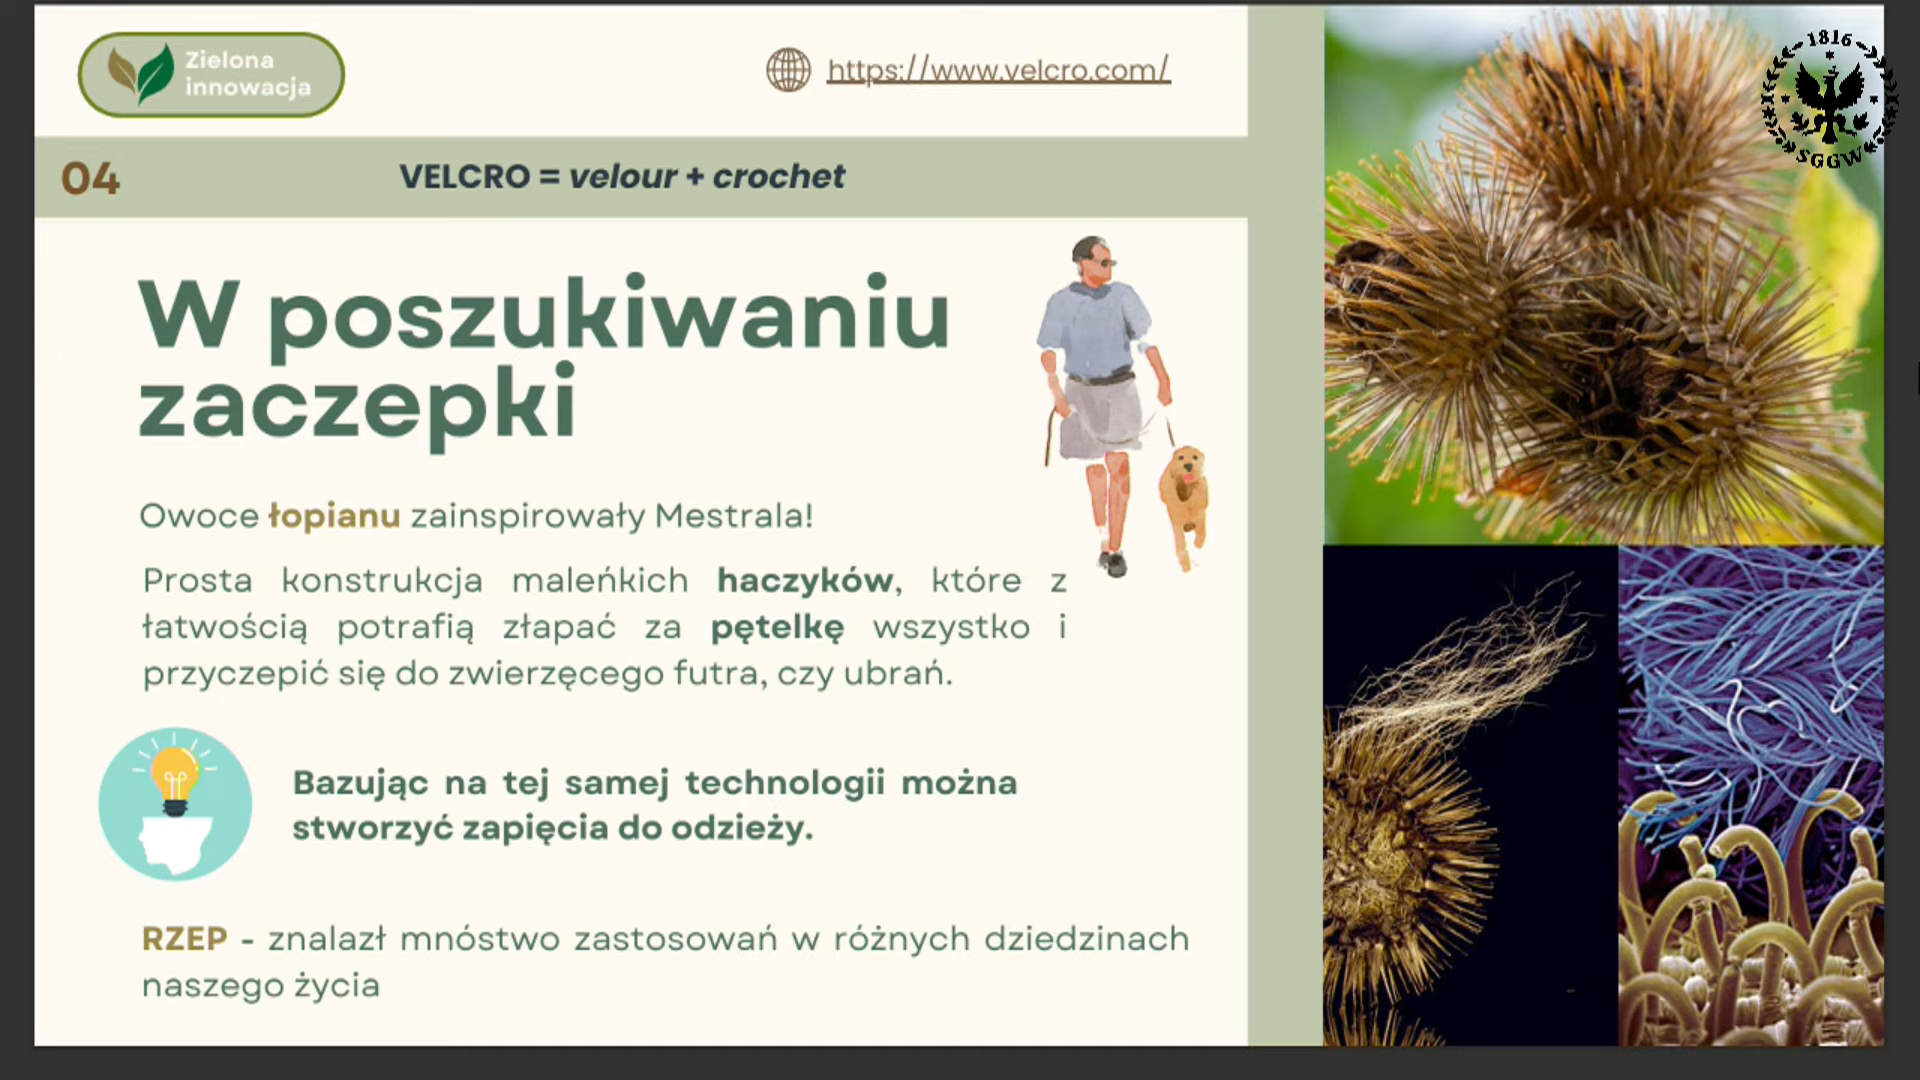 Zielona
innowacja
https://www.velcro.com/
04
VELCRO = velour + crochet
W poszukiwaniu
zaczepki
Owoce łopianu zainspirowały Mestrala!
Prosta konstrukcja maleńkich haczyków, które z
łatwością potrafią złapać za pętelkę wszystko i
przyczepić się do zwierzęcego futra, czy ubrań.
Bazując na tej samej technologii można
stworzyć zapięcia do odzieży.
RZEP - znalazł mnóstwo zastosowań w różnych dziedzinach
naszego życia
1816
SGGW